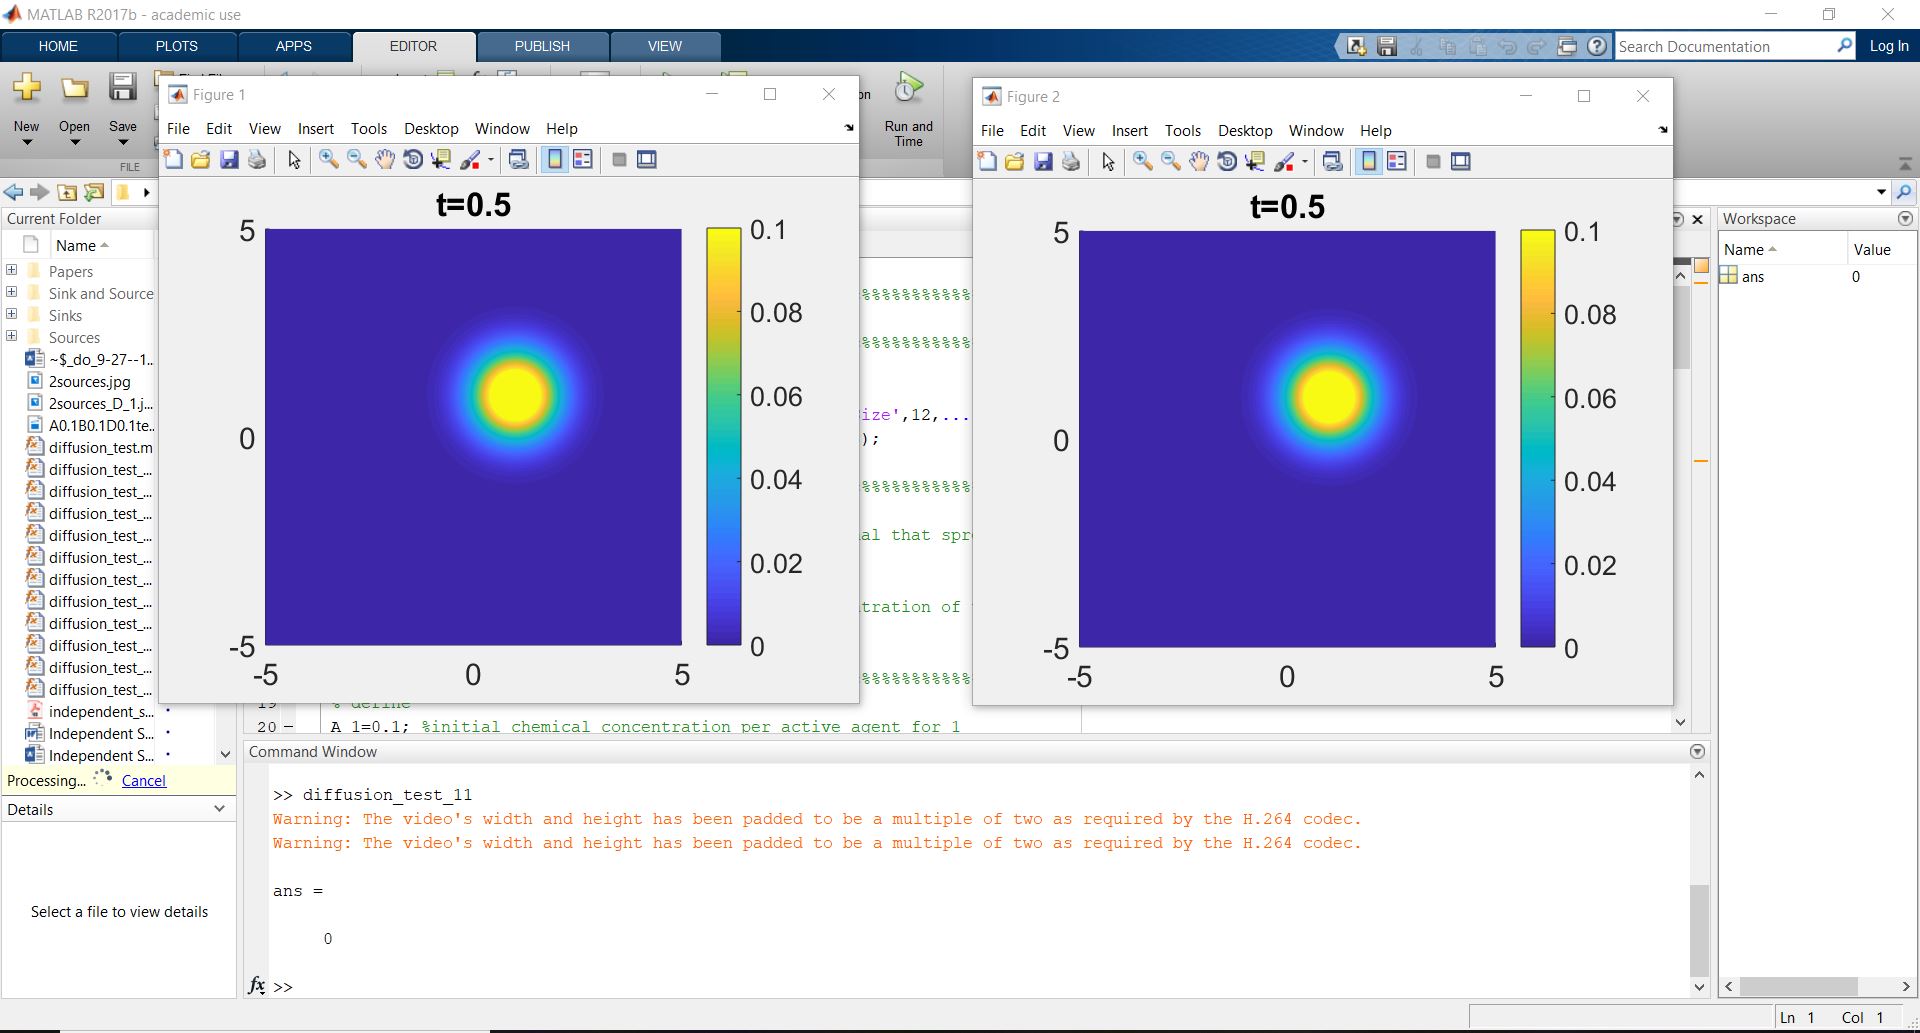 MATLAB R2017b - academic use
HOME PLOTS APPS EDITOR PUBLISH VIEW
Search Documentation
Log In
New Open Save
FILE
Run and
Time
Figure 1
File Edit View Insert Tools Desktop Window Help
t=0.5
5
0
-5
-5 0 5
0.1
0.08
0.06
0.04
0.02
0
Figure 2
File Edit View Insert Tools Desktop Window Help
t=0.5
5
0
-5
-5 0 5
0.1
0.08
0.06
0.04
0.02
0
Current Folder
Name
Papers
Sink and Source
Sinks
Sources
~$_do_9-27--1...
2sources.jpg
2sources_D_1.j...
A0.1B0.1D0.1te...
diffusion_test.m
diffusion_test_...
diffusion_test_...
diffusion_test_...
diffusion_test_...
diffusion_test_...
diffusion_test_...
diffusion_test_...
diffusion_test_...
diffusion_test_...
diffusion_test_...
diffusion_test_...
independent_s...
Independent S...
Independent S...
Processing... Cancel
Details
Select a file to view details
%%%%%%%%%%%
%%%%%%%%%%%
ize',12,...
);
%%%%%%%%%%%
al that spr
tration of
%%%%%%%%%%%
19 % define
20 – A_1=0.1; %initial chemical concentration per active agent for 1
Command Window
>> diffusion_test_11
Warning: The video's width and height has been padded to be a multiple of two as required by the H.264 codec.
Warning: The video's width and height has been padded to be a multiple of two as required by the H.264 codec.
ans =
0
fx >>
Workspace
Name Value
ans 0
Ln 1 Col 1